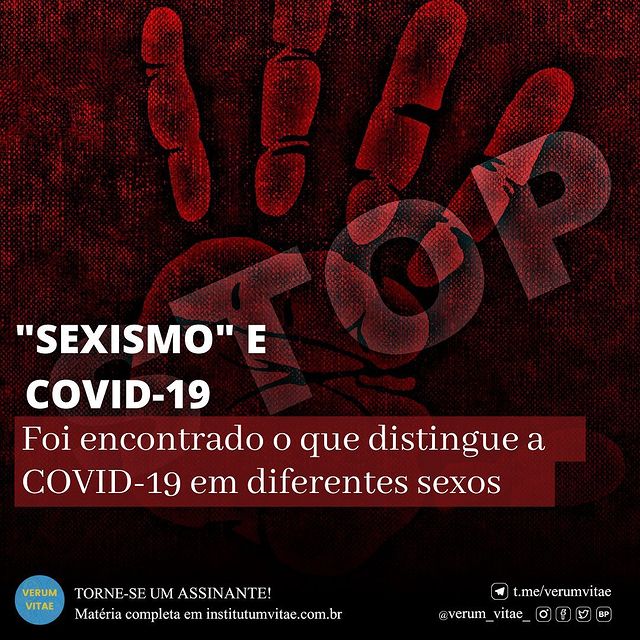 STOP
"SEXISMO" E
COVID-19
Foi encontrado o que distingue a
COVID-19 em diferentes sexos
VERUM
VITAE
TORNE-SE UM ASSINANTE!
Matéria completa em institutumvitae.com.br
t.me/verumvitae
@verum_vitae_
BP